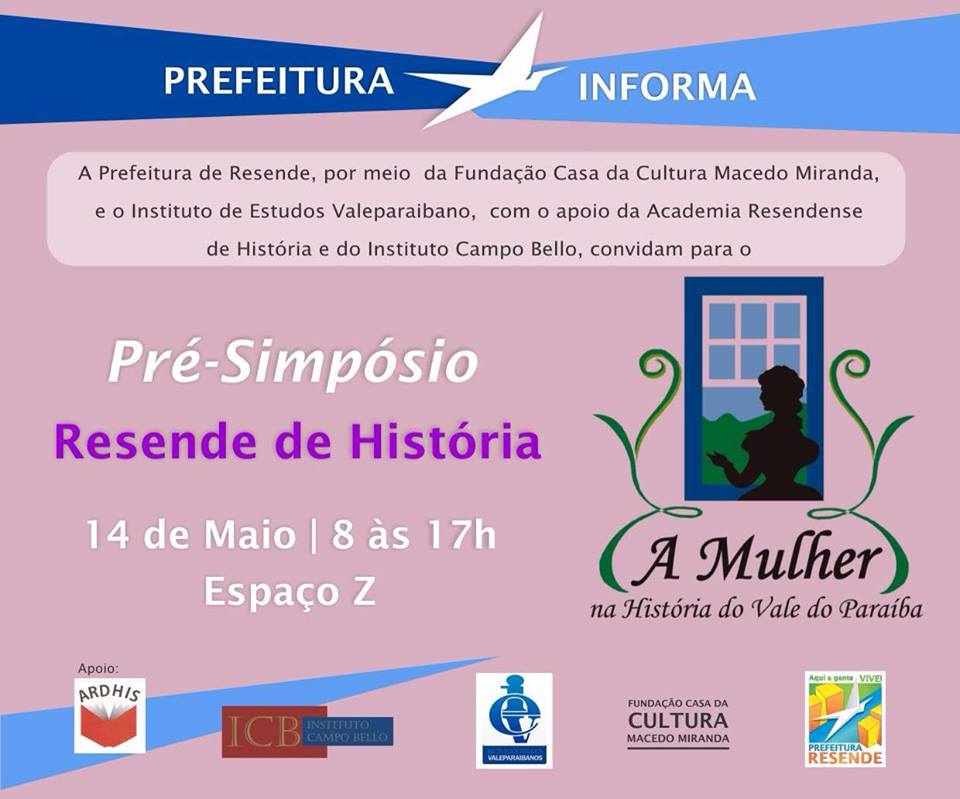 PREFEITURA INFORMA
A Prefeitura de Resende, por meio da Fundação Casa da Cultura Macedo Miranda,
e o Instituto de Estudos Valeparaibano, com o apoio da Academia Resendense
de História e do Instituto Campo Bello, convidam para o
Pré-Simpósio
Resende de História
14 de Maio | 8 às 17h
Espaço Z
A Mulher
na História do Vale do Paraíba
Apoio:
ARDHIS
ICB INSTITUTO
CAMPO BELLO
VALEPARAIBANOS
FUNDAÇÃO CASA DA
CULTURA
MACEDO MIRANDA
Aqui a gente VIVE!
PREFEITURA
RESENDE